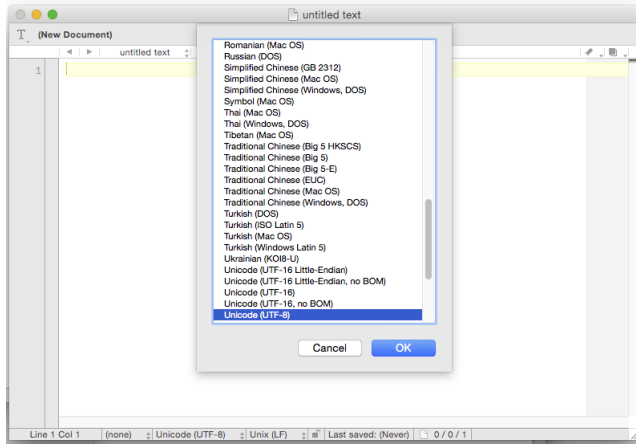 untitled text
(New Document)
untitled text
1
Romanian (Mac OS)
Russian (DOS)
Simplified Chinese (GB 2312)
Simplified Chinese (Mac OS)
Simplified Chinese (Windows, DOS)
Symbol (Mac OS)
Thai (Mac OS)
Thai (Windows, DOS)
Tibetan (Mac OS)
Traditional Chinese (Big 5 HKSCS)
Traditional Chinese (Big 5)
Traditional Chinese (Big 5-E)
Traditional Chinese (EUC)
Traditional Chinese (Mac OS)
Traditional Chinese (Windows, DOS)
Turkish (DOS)
Turkish (ISO Latin 5)
Turkish (Mac OS)
Turkish (Windows Latin 5)
Ukrainian (KOI8-U)
Unicode (UTF-16 Little-Endian)
Unicode (UTF-16 Little-Endian, no BOM)
Unicode (UTF-16)
Unicode (UTF-16, no BOM)
Unicode (UTF-8)
Cancel OK
Line 1 Col 1 (none) Unicode (UTF-8) Unix (LF) Last saved: (Never) 0 / 0 / 1